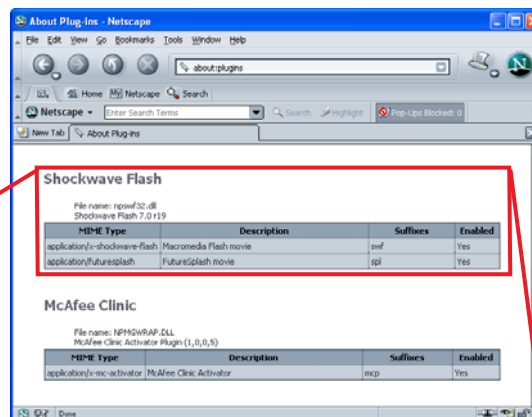 About Plug-ins - Netscape
File Edit View Go Bookmarks Tools Window Help
about:plugins
Home My Netscape Search
Netscape Enter Search Terms Search Highlight Pop-Ups Blocked: 0
New Tab About Plug-ins
Shockwave Flash
File name: npswf32.dll
Shockwave Flash 7.0 r19
MIME Type Description Suffixes Enabled
application/x-shockwave-flash Macromedia Flash movie swf Yes
application/futuresplash FutureSplash movie spl Yes
McAfee Clinic
File name: NPMGWRAP.DLL
McAfee Clinic Activator Plugin (1,0,0,5)
MIME Type Description Suffixes Enabled
application/x-mc-activator McAfee Clinic Activator mcp Yes
Done